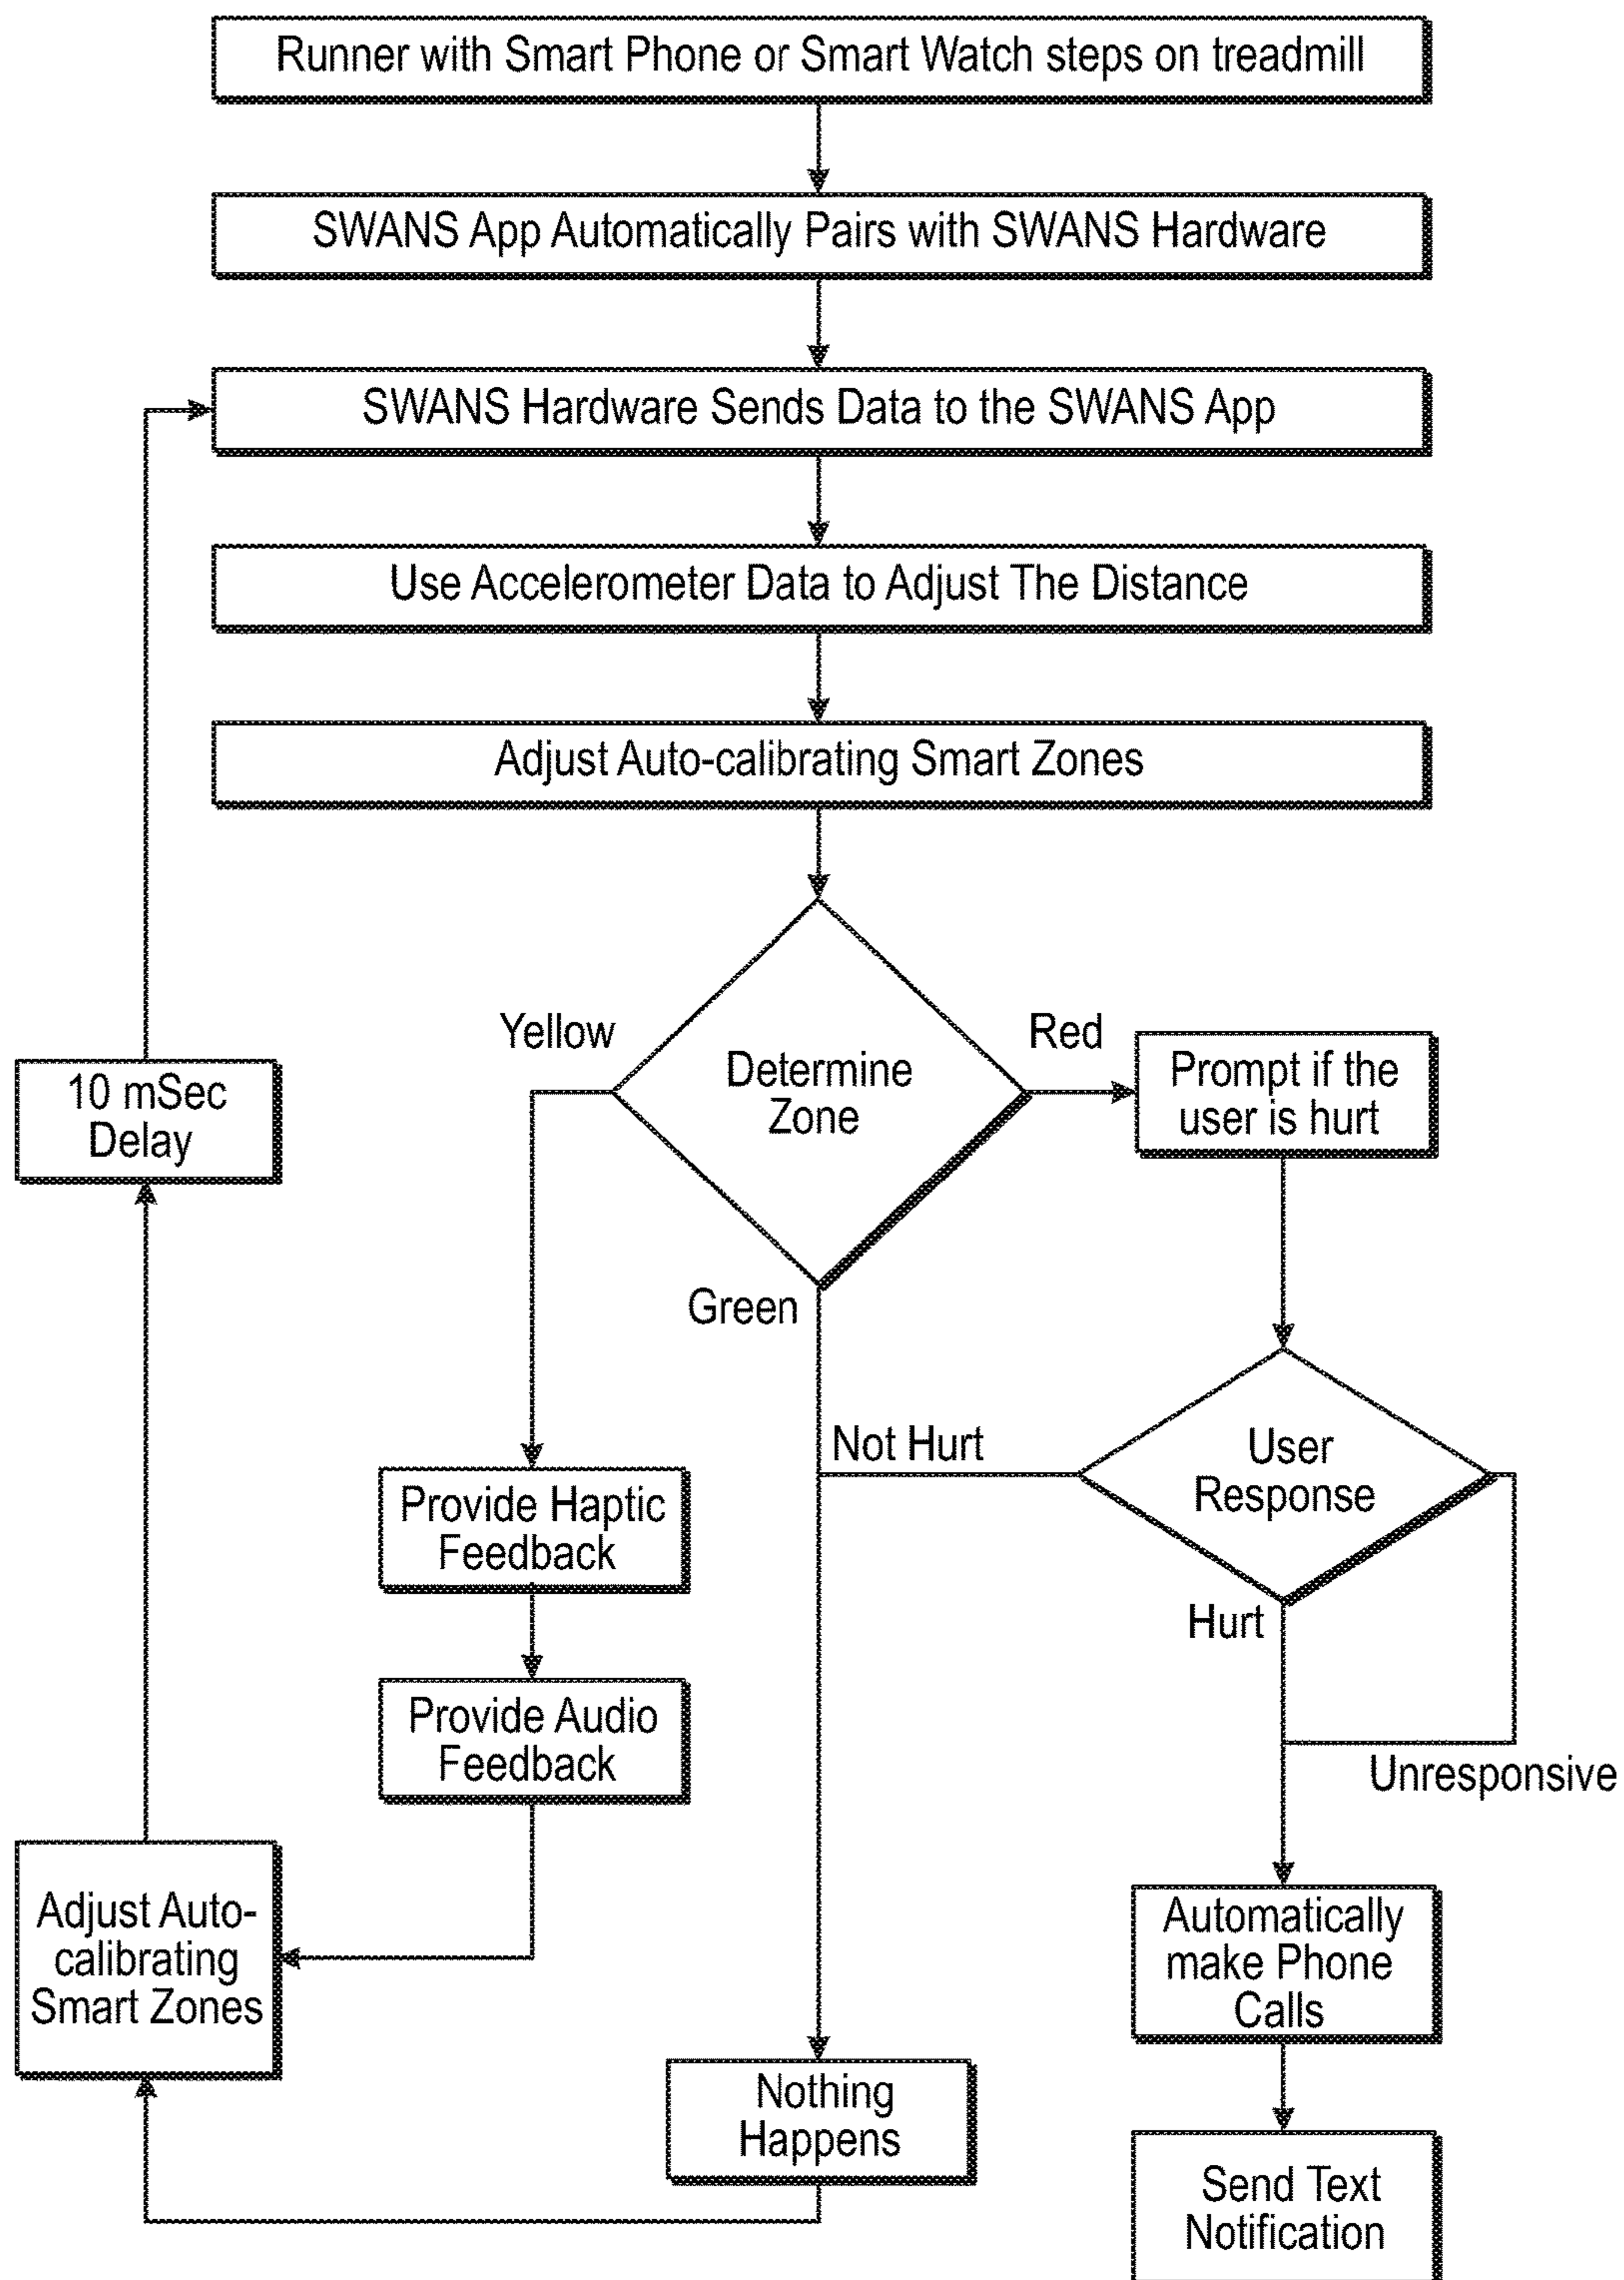 Runner with Smart Phone or Smart Watch steps on treadmill
SWANS App Automatically Pairs with SWANS Hardware
SWANS Hardware Sends Data to the SWANS App
Use Accelerometer Data to Adjust The Distance
Adjust Auto-calibrating Smart Zones
Yellow
Determine
Zone
Red
Prompt if the
user is hurt
10 mSec
Delay
Green
Not Hurt
User
Response
Provide Haptic
Feedback
Hurt
Provide Audio
Feedback
Unresponsive
Adjust Auto-
calibrating
Smart Zones
Automatically
make Phone
Calls
Nothing
Happens
Send Text
Notification